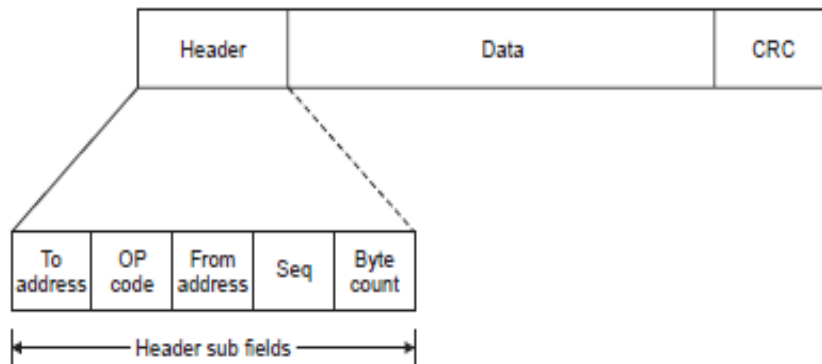 Header Data CRC
To address OP code From address Seq Byte count
Header sub fields